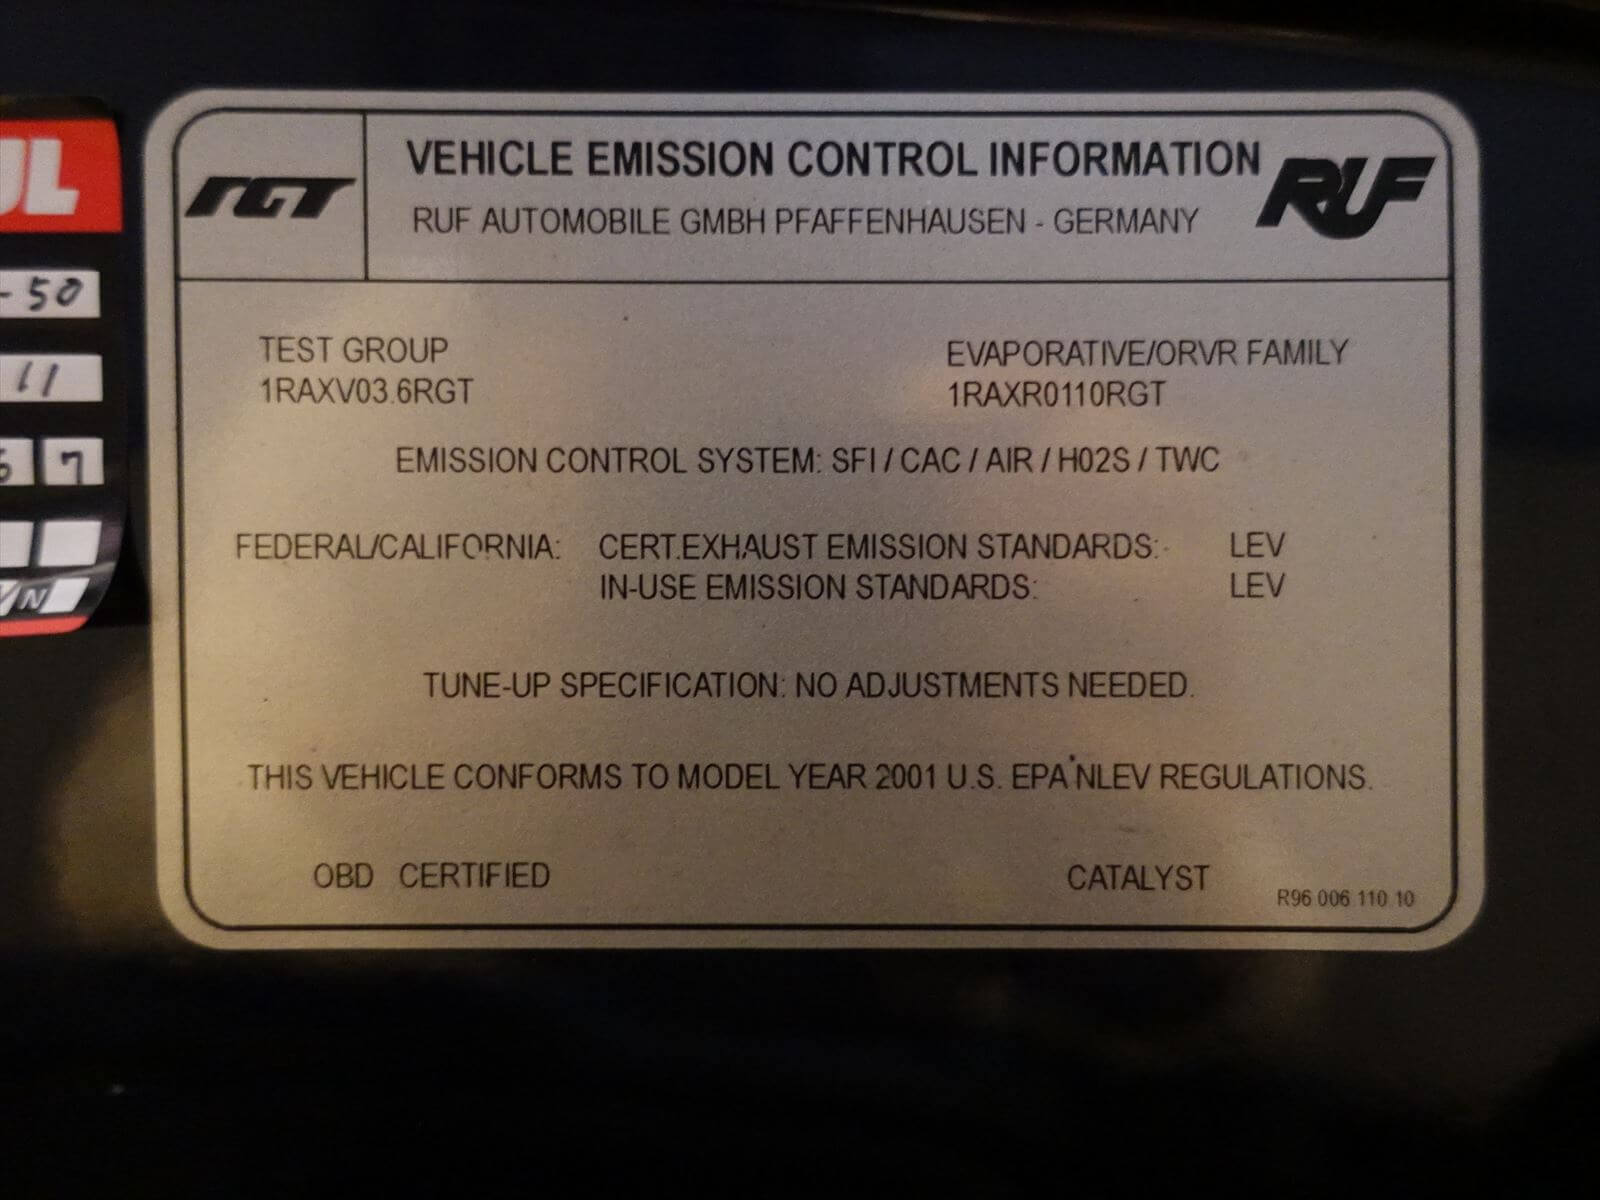 RGT
VEHICLE EMISSION CONTROL INFORMATION
RUF AUTOMOBILE GMBH PFAFFENHAUSEN - GERMANY
RUF
TEST GROUP
1RAXV03.6RGT
EVAPORATIVE/ORVR FAMILY
1RAXR0110RGT
EMISSION CONTROL SYSTEM: SFI / CAC / AIR / H02S / TWC
FEDERAL/CALIFORNIA: CERT.EXHAUST EMISSION STANDARDS: LEV
IN-USE EMISSION STANDARDS: LEV
TUNE-UP SPECIFICATION: NO ADJUSTMENTS NEEDED.
THIS VEHICLE CONFORMS TO MODEL YEAR 2001 U.S. EPA NLEV REGULATIONS.
OBD CERTIFIED
CATALYST
R96 006 110 10
UL
-50
11
7
N